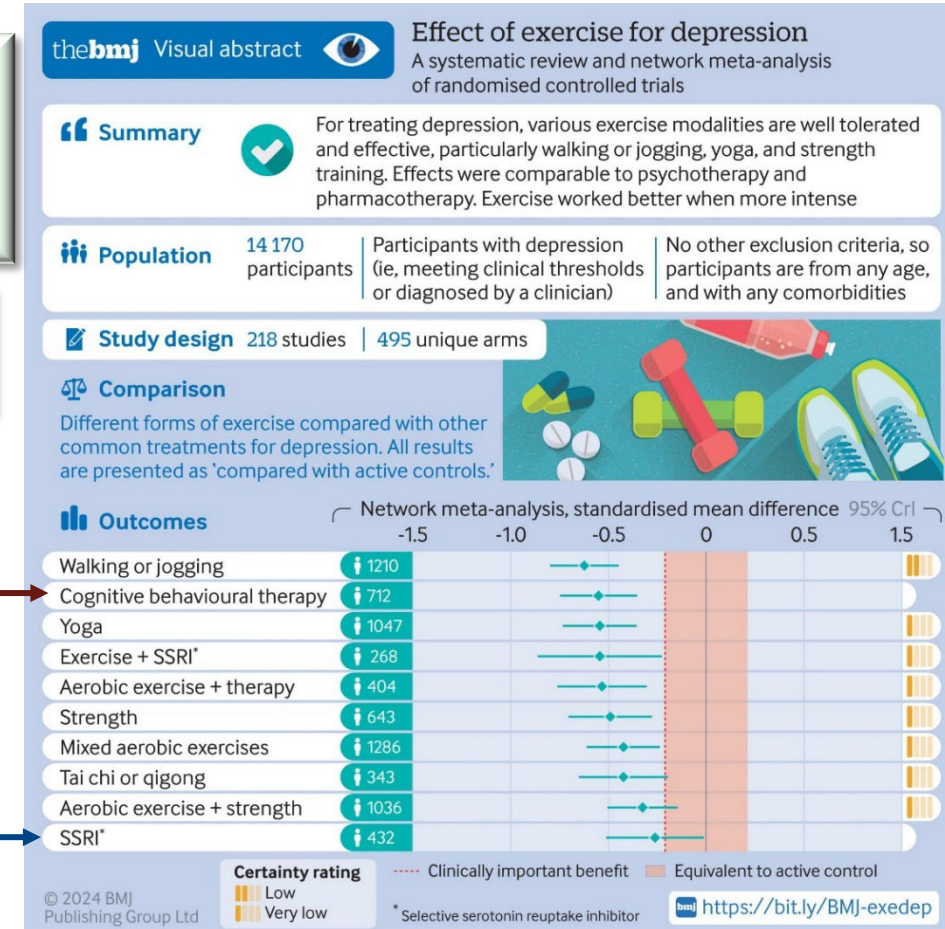 thebmj Visual abstract
Effect of exercise for depression
A systematic review and network meta-analysis
of randomised controlled trials
Summary
For treating depression, various exercise modalities are well tolerated
and effective, particularly walking or jogging, yoga, and strength
training. Effects were comparable to psychotherapy and
pharmacotherapy. Exercise worked better when more intense
Population
14 170
participants
Participants with depression
(ie, meeting clinical thresholds
or diagnosed by a clinician)
No other exclusion criteria, so
participants are from any age,
and with any comorbidities
Study design 218 studies | 495 unique arms
Comparison
Different forms of exercise compared with other
common treatments for depression. All results
are presented as ‘compared with active controls.’
Outcomes
Network meta-analysis, standardised mean difference 95% CrI
-1.5 -1.0 -0.5 0 0.5 1.5
Walking or jogging 1210
Cognitive behavioural therapy 712
Yoga 1047
Exercise + SSRI* 268
Aerobic exercise + therapy 404
Strength 643
Mixed aerobic exercises 1286
Tai chi or qigong 343
Aerobic exercise + strength 1036
SSRI* 432
Certainty rating
Low
Very low
Clinically important benefit
Equivalent to active control
* Selective serotonin reuptake inhibitor
© 2024 BMJ
Publishing Group Ltd
bmj https://bit.ly/BMJ-exedep